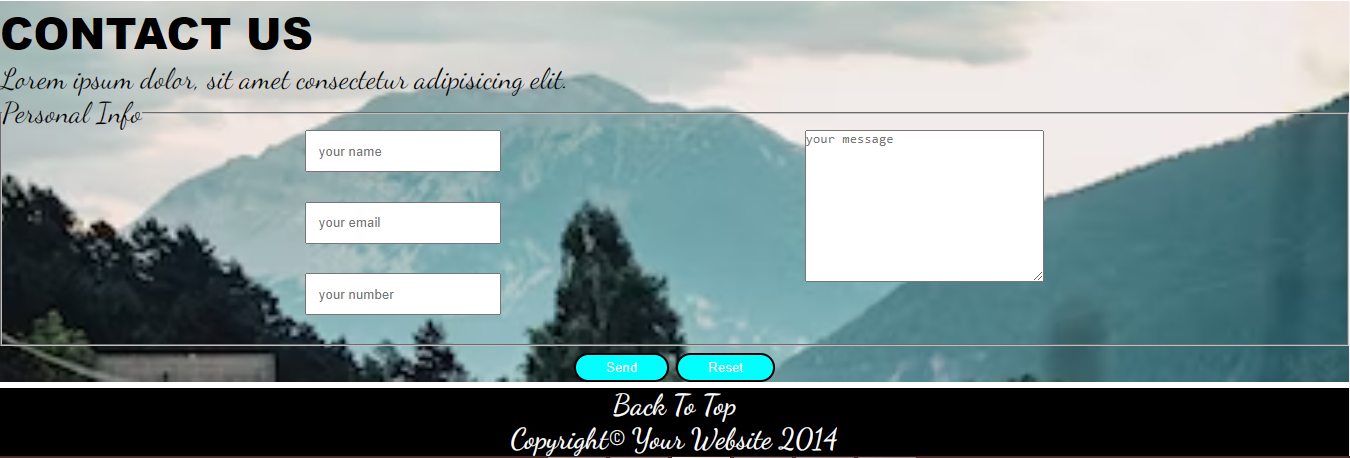 CONTACT US
Lorem ipsum dolor, sit amet consectetur adipisicing elit.
Personal Info
your name
your message
your email
your number
Send Reset
Back To Top
Copyright© Your Website 2014